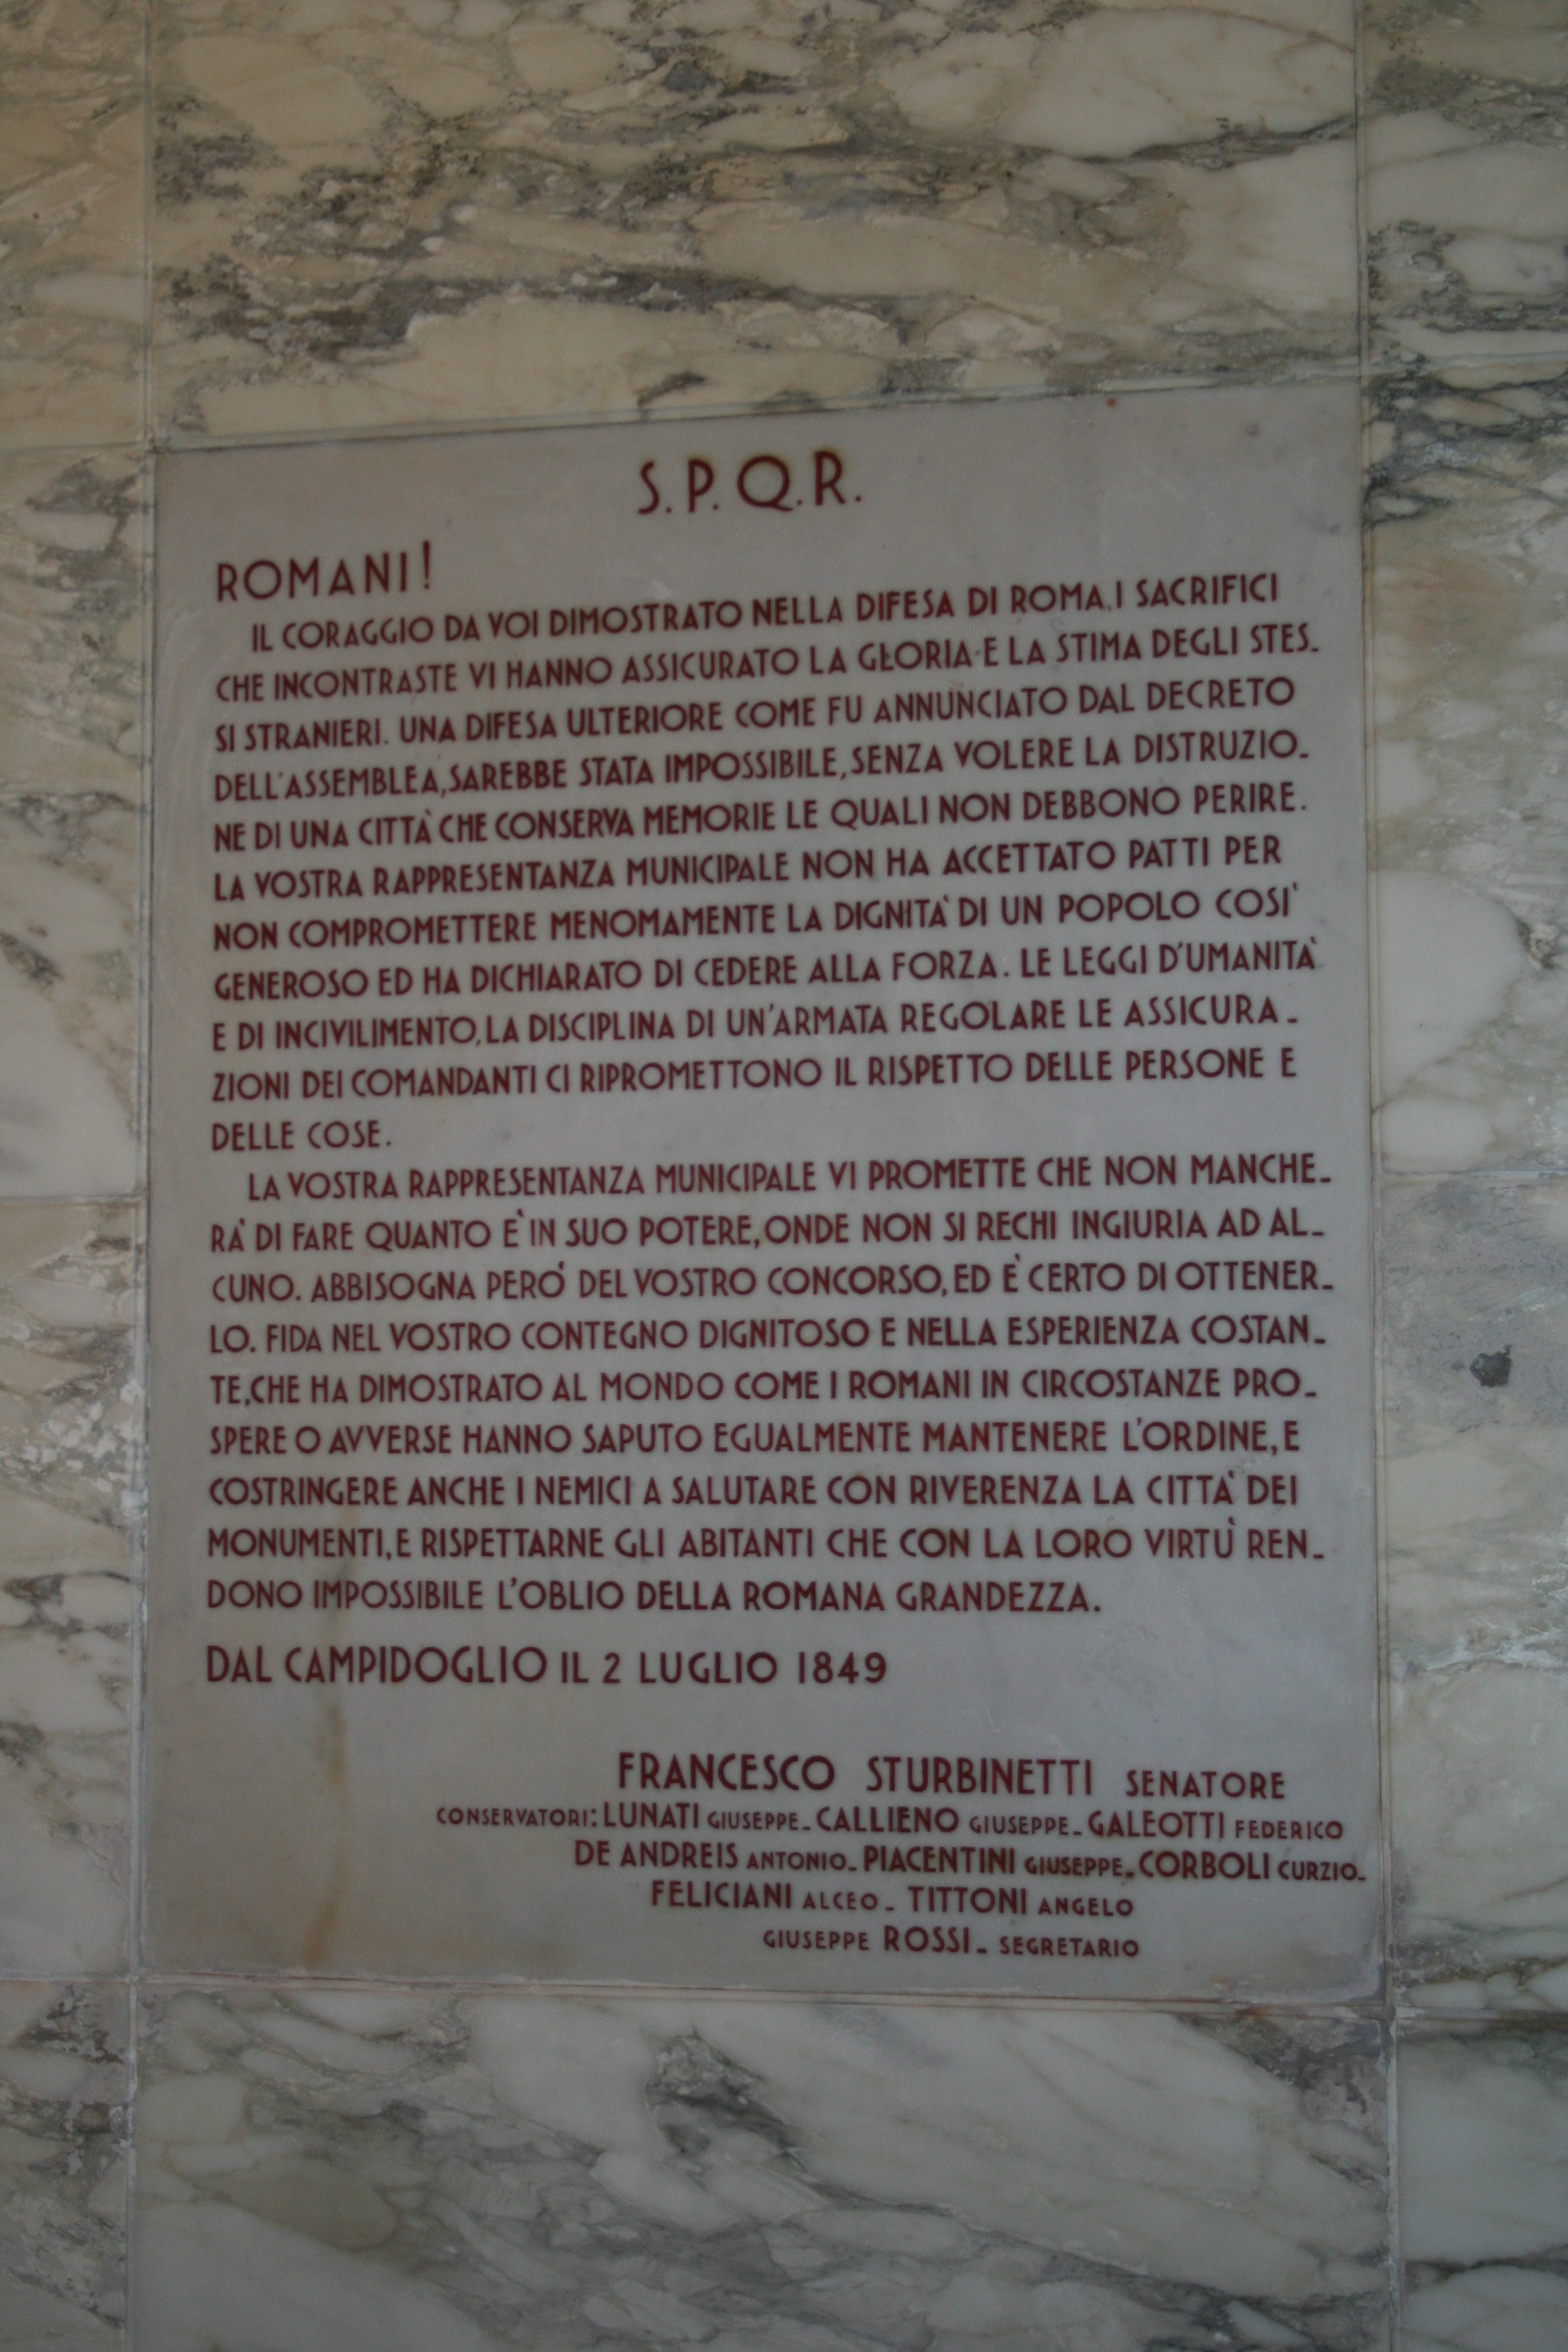 S.P.Q.R.
ROMANI!
IL CORAGGIO DA VOI DIMOSTRATO NELLA DIFESA DI ROMA, I SACRIFICI
CHE INCONTRASTE VI HANNO ASSICURATO LA GLORIA E LA STIMA DEGLI STES-
SI STRANIERI. UNA DIFESA ULTERIORE COME FU ANNUNCIATO DAL DECRETO
DELL'ASSEMBLEA, SAREBBE STATA IMPOSSIBILE, SENZA VOLERE LA DISTRUZIO-
NE DI UNA CITTÀ CHE CONSERVA MEMORIE LE QUALI NON DEBBONO PERIRE.
LA VOSTRA RAPPRESENTANZA MUNICIPALE NON HA ACCETTATO PATTI PER
NON COMPROMETTERE MENOMAMENTE LA DIGNITA' DI UN POPOLO COSI'
GENEROSO ED HA DICHIARATO DI CEDERE ALLA FORZA. LE LEGGI D'UMANITÀ
E DI INCIVILIMENTO, LA DISCIPLINA DI UN'ARMATA REGOLARE LE ASSICURA-
ZIONI DEI COMANDANTI CI RIPROMETTONO IL RISPETTO DELLE PERSONE E
DELLE COSE.
LA VOSTRA RAPPRESENTANZA MUNICIPALE VI PROMETTE CHE NON MANCHE-
RA' DI FARE QUANTO E' IN SUO POTERE, ONDE NON SI RECHI INGIURIA AD AL-
CUNO. ABBISOGNA PERO' DEL VOSTRO CONCORSO, ED È CERTO DI OTTENER-
LO. FIDA NEL VOSTRO CONTEGNO DIGNITOSO E NELLA ESPERIENZA COSTAN-
TE, CHE HA DIMOSTRATO AL MONDO COME I ROMANI IN CIRCOSTANZE PRO-
SPERE O AVVERSE HANNO SAPUTO EGUALMENTE MANTENERE L'ORDINE, E
COSTRINGERE ANCHE I NEMICI A SALUTARE CON RIVERENZA LA CITTA' DEI
MONUMENTI, E RISPETTARNE GLI ABITANTI CHE CON LA LORO VIRTÙ REN-
DONO IMPOSSIBILE L'OBLIO DELLA ROMANA GRANDEZZA.
DAL CAMPIDOGLIO IL 2 LUGLIO 1849
FRANCESCO STURBINETTI SENATORE
CONSERVATORI: LUNATI GIUSEPPE - CALLIENO GIUSEPPE - GALEOTTI FEDERICO
DE ANDREIS ANTONIO - PIACENTINI GIUSEPPE - CORBOLI CURZIO -
FELICIANI ALCEO - TITTONI ANGELO
GIUSEPPE ROSSI - SEGRETARIO